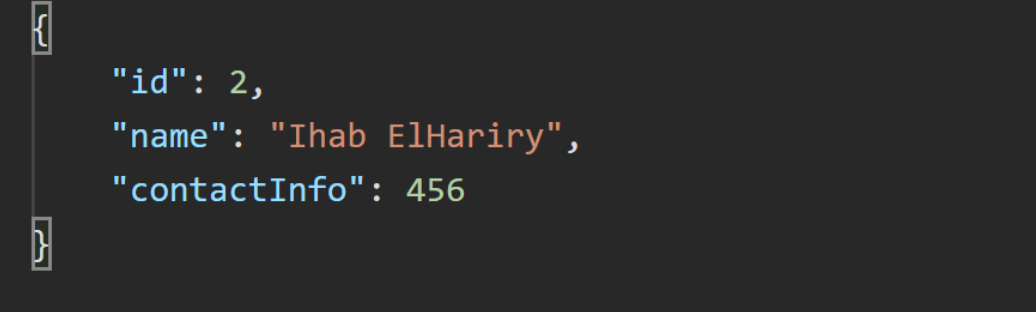 {
"id": 2,
"name": "Ihab ElHariry",
"contactInfo": 456
}